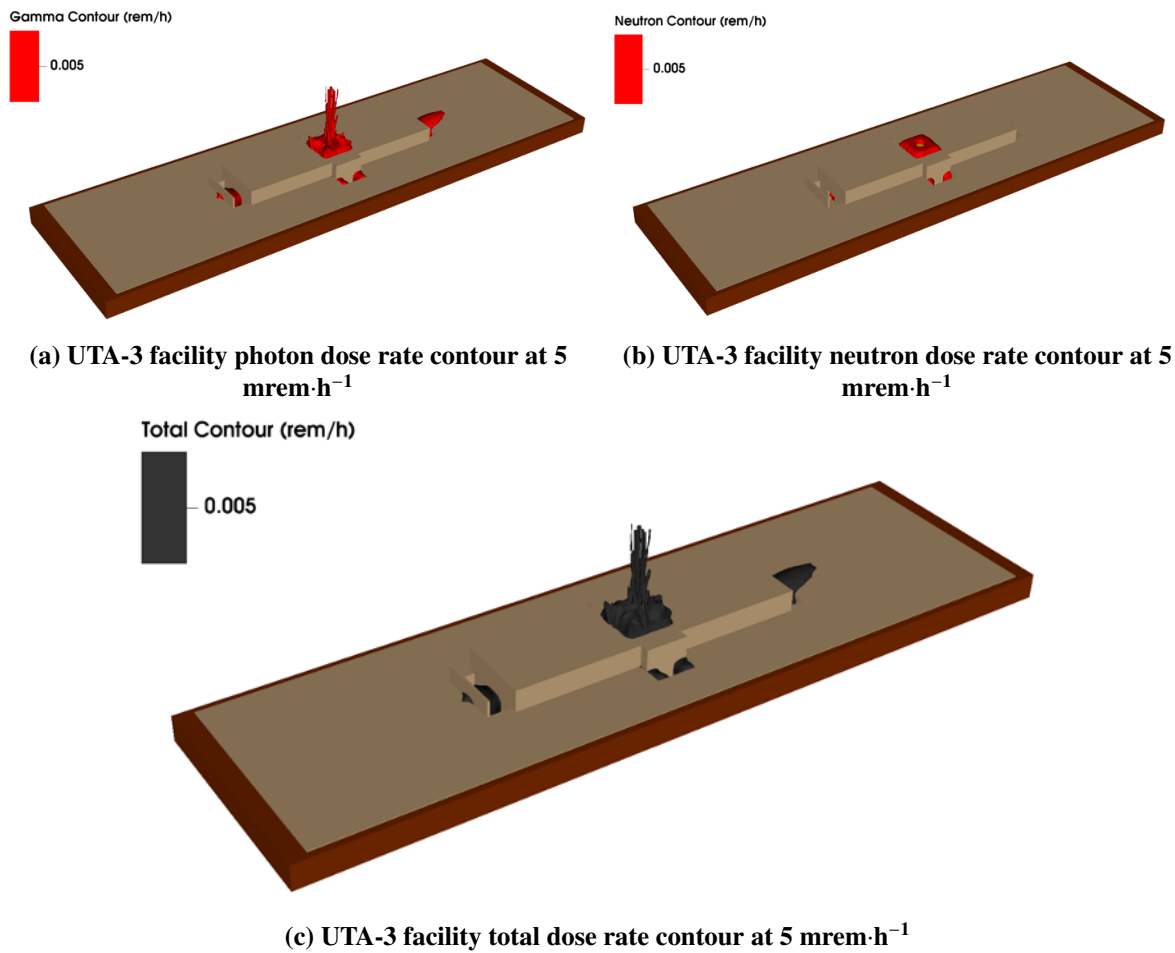 Gamma Contour (rem/h)
0.005
Neutron Contour (rem/h)
0.005
(a) UTA-3 facility photon dose rate contour at 5
mrem·h⁻¹
(b) UTA-3 facility neutron dose rate contour at 5
mrem·h⁻¹
Total Contour (rem/h)
0.005
(c) UTA-3 facility total dose rate contour at 5 mrem·h⁻¹